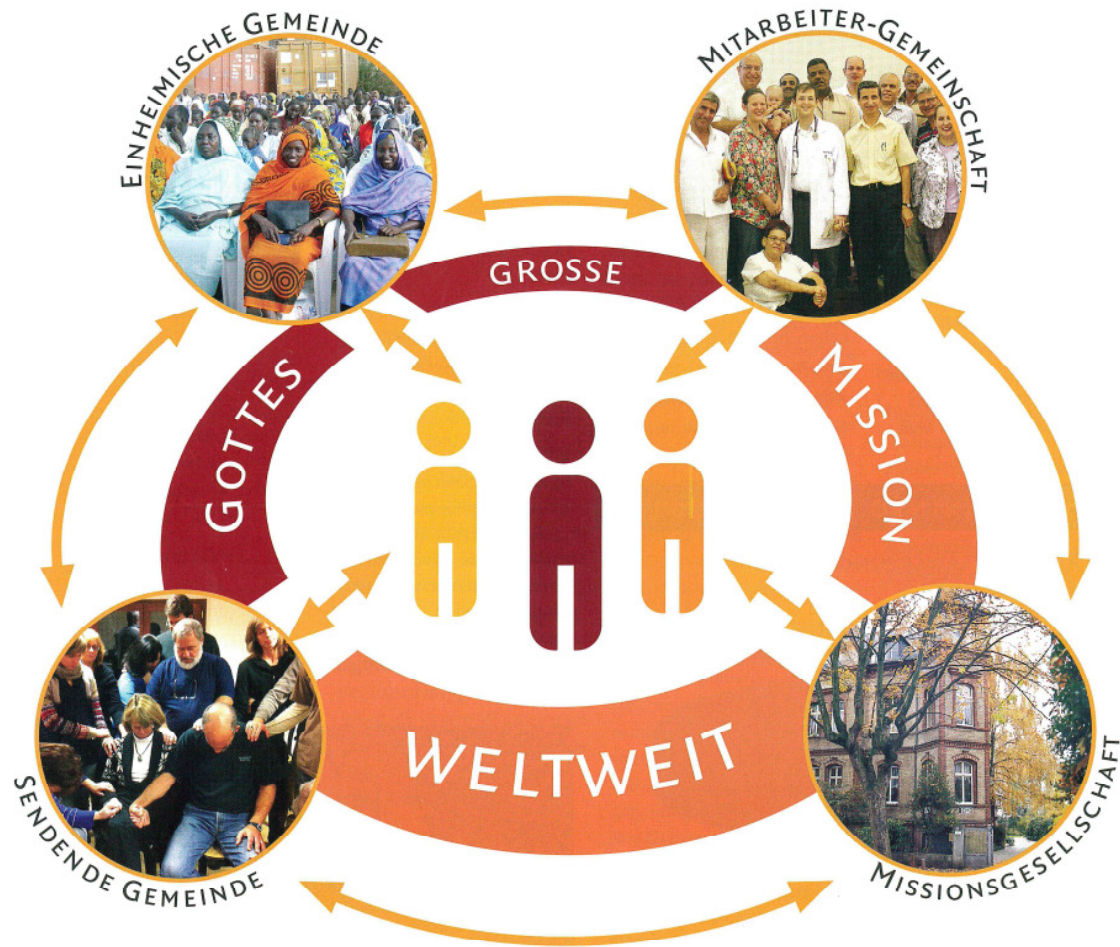 EINHEIMISCHE GEMEINDE
MITARBEITER-GEMEINSCHAFT
GOTTES
GROSSE
MISSION
WELTWEIT
SENDENDE GEMEINDE
MISSIONSGESELLSCHAFT